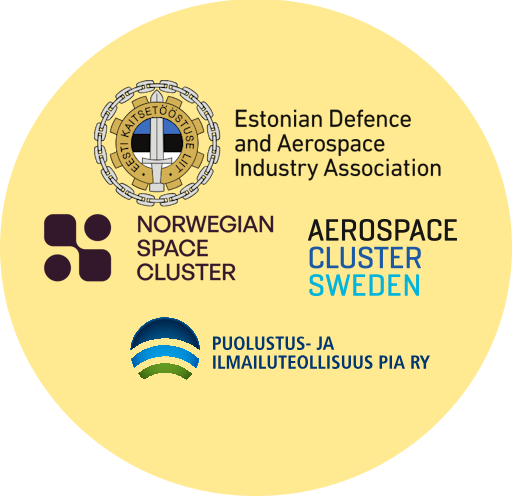 EESTI KAITSETÖÖSTUSE LIIT
Estonian Defence
and Aerospace
Industry Association
NORWEGIAN
SPACE
CLUSTER
AEROSPACE
CLUSTER
SWEDEN
PUOLUSTUS- JA
ILMAILUTEOLLISUUS PIA RY